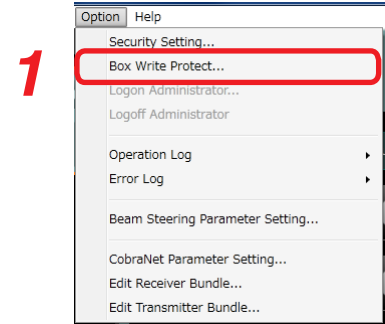 Option Help
Security Setting...
1
Box Write Protect...
Logon Administrator...
Logoff Administrator
Operation Log
Error Log
Beam Steering Parameter Setting...
CobraNet Parameter Setting...
Edit Receiver Bundle...
Edit Transmitter Bundle...